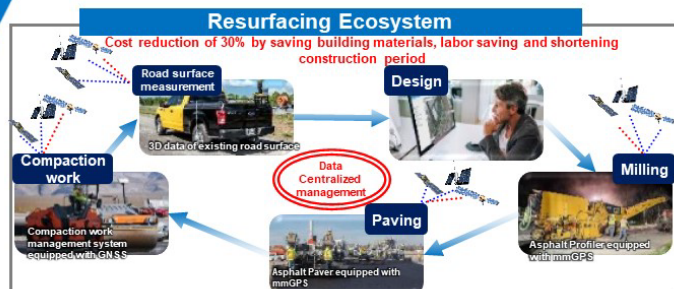 Resurfacing Ecosystem
Cost reduction of 30% by saving building materials, labor saving and shortening
construction period
Road surface
measurement
3D data of existing road surface
Design
Milling
Asphalt Profiler equipped
with mmGPS
Data
Centralized
management
Paving
Asphalt Paver equipped with
mmGPS
Compaction
work
Compaction work
management system
equipped with GNSS